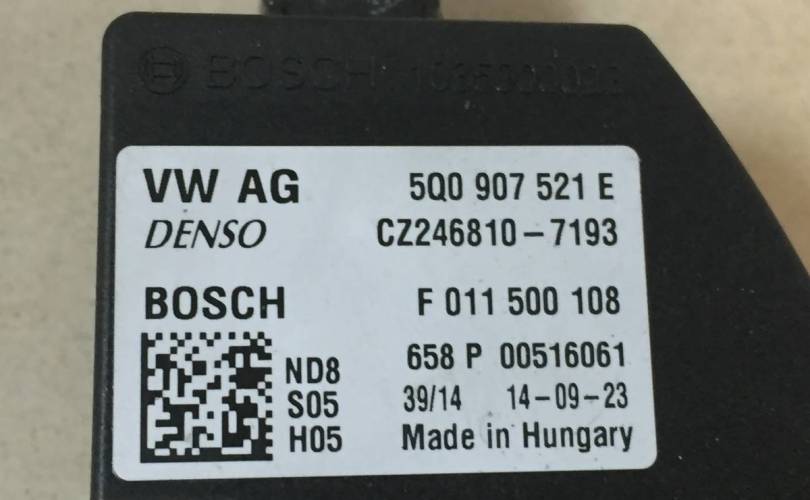 BOSCH
VW AG 5Q0 907 521 E
DENSO CZ246810-7193
BOSCH F 011 500 108
ND8 658 P 00516061
S05 39/14 14-09-23
H05 Made in Hungary